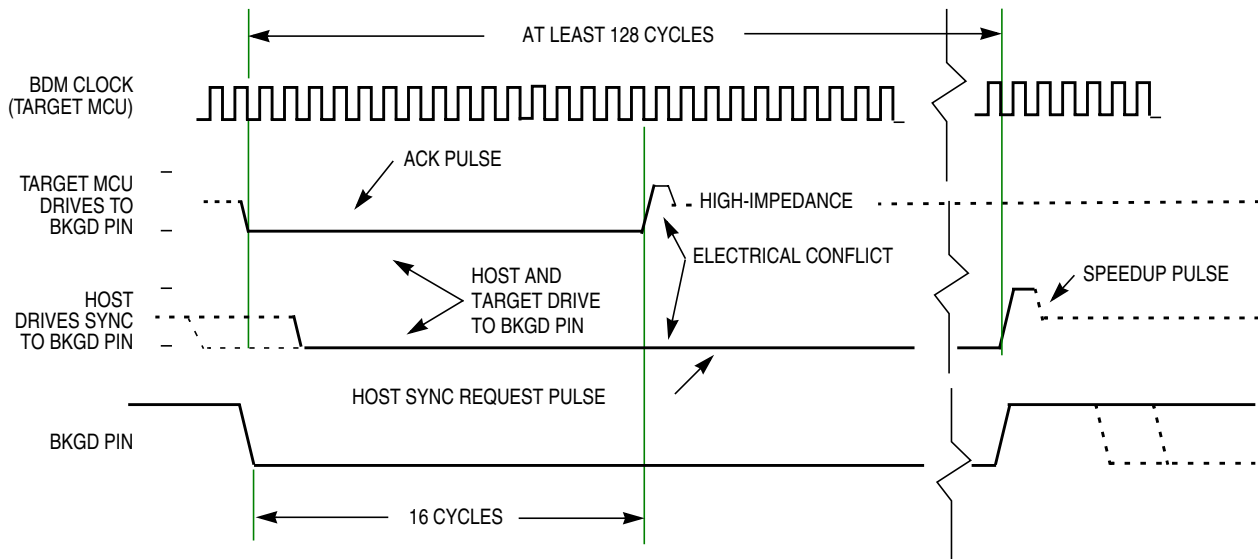 AT LEAST 128 CYCLES
BDM CLOCK
(TARGET MCU)
ACK PULSE
TARGET MCU
DRIVES TO
BKGD PIN
HIGH-IMPEDANCE
ELECTRICAL CONFLICT
HOST AND
TARGET DRIVE
TO BKGD PIN
SPEEDUP PULSE
HOST
DRIVES SYNC
TO BKGD PIN
HOST SYNC REQUEST PULSE
BKGD PIN
16 CYCLES